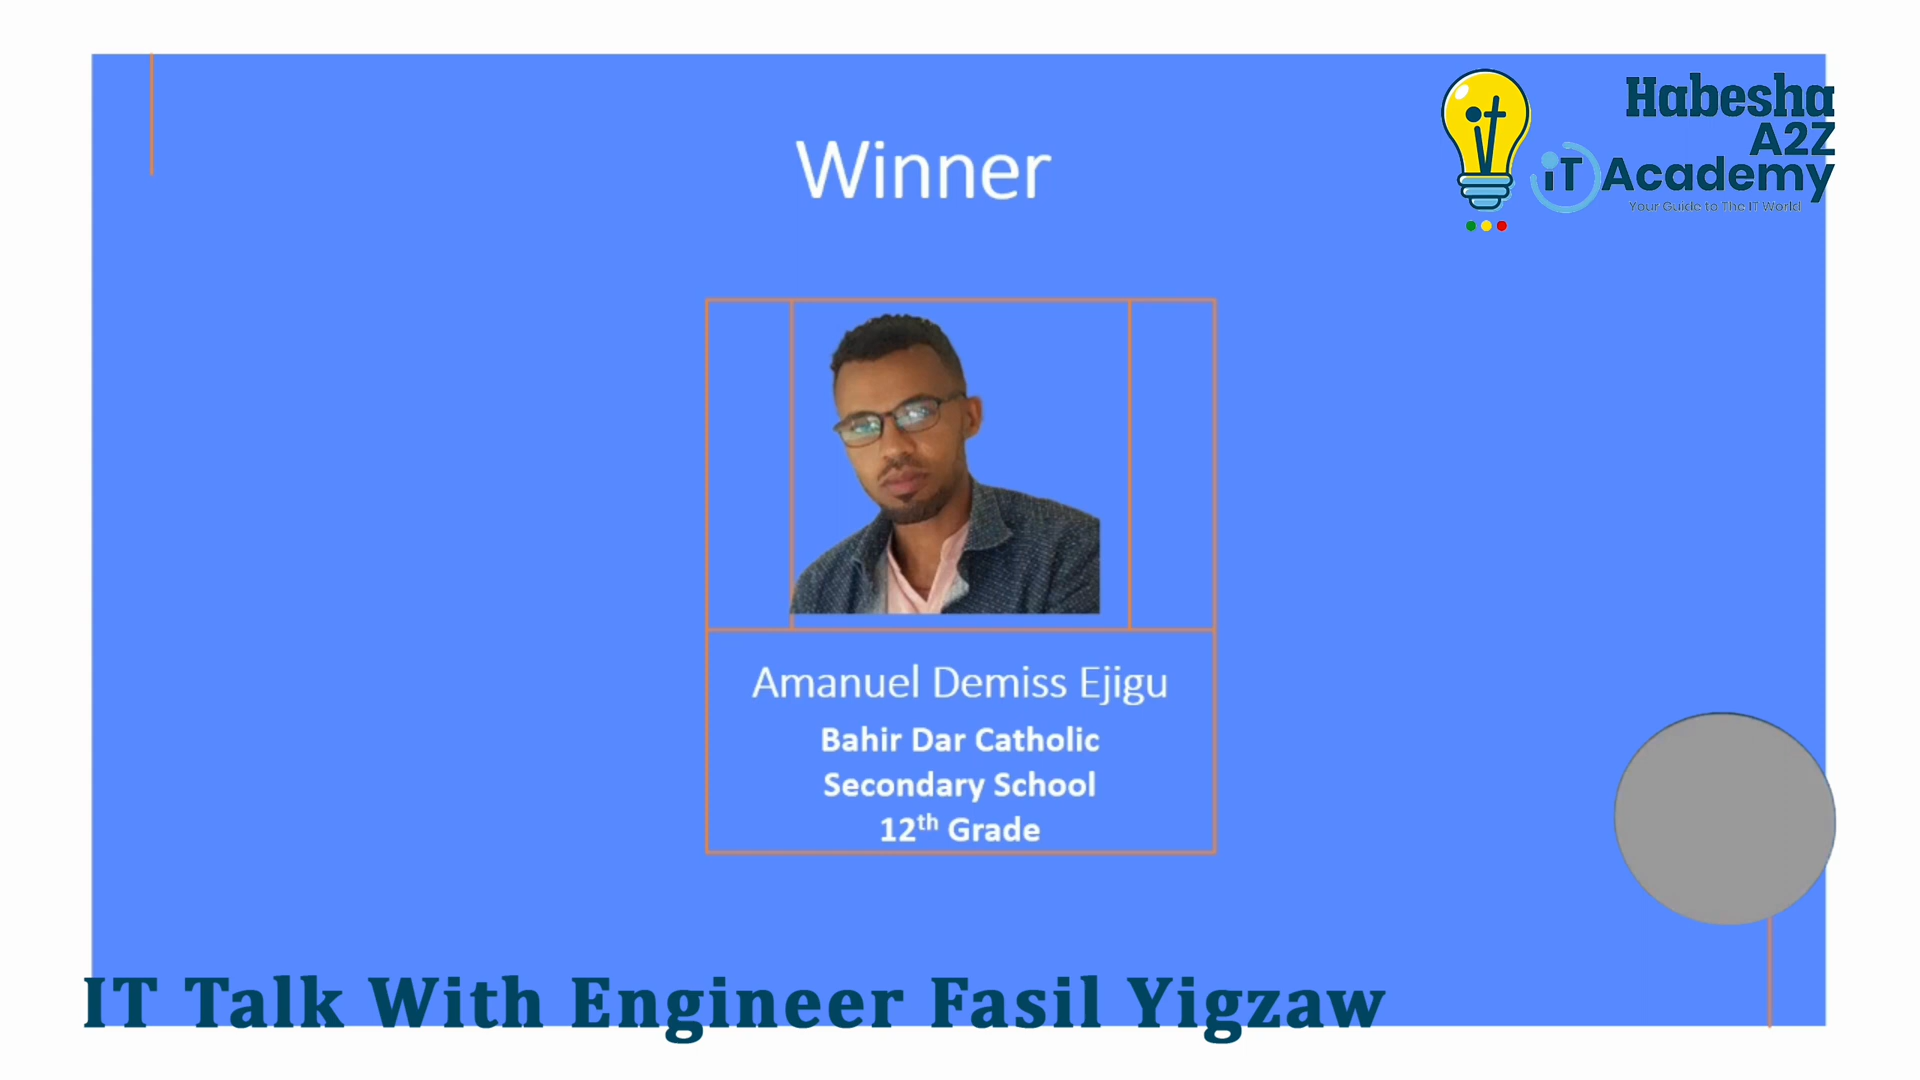 Winner
Habesha
A2Z
iT Academy
Your Guide to The IT World
it
Amanuel Demiss Ejigu
Bahir Dar Catholic
Secondary School
12th Grade
IT Talk With Engineer Fasil Yigzaw